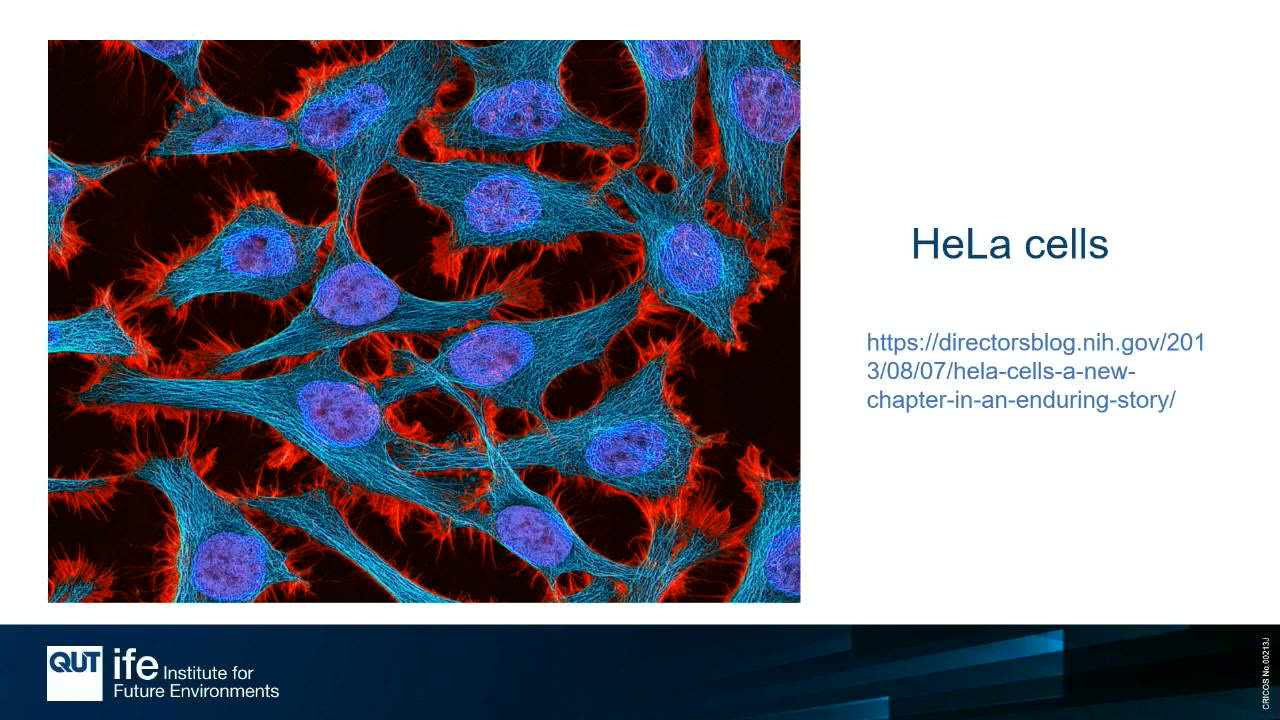 HeLa cells
https://directorsblog.nih.gov/201
3/08/07/hela-cells-a-new-
chapter-in-an-enduring-story/
QUT
ife Institute for
Future Environments
CRICOS No.00213J